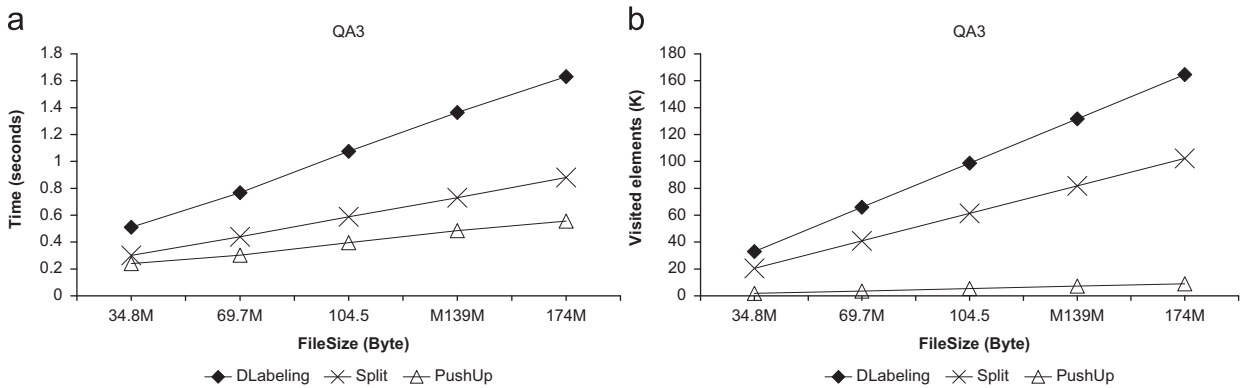 a
QA3
Time (seconds)
1.8
1.6
1.4
1.2
1
0.8
0.6
0.4
0.2
0
34.8M 69.7M 104.5 M139M 174M
FileSize (Byte)
DLabeling Split PushUp
b
QA3
Visited elements (K)
180
160
140
120
100
80
60
40
20
0
34.8M 69.7M 104.5 M139M 174M
FileSize (Byte)
DLabeling Split PushUp